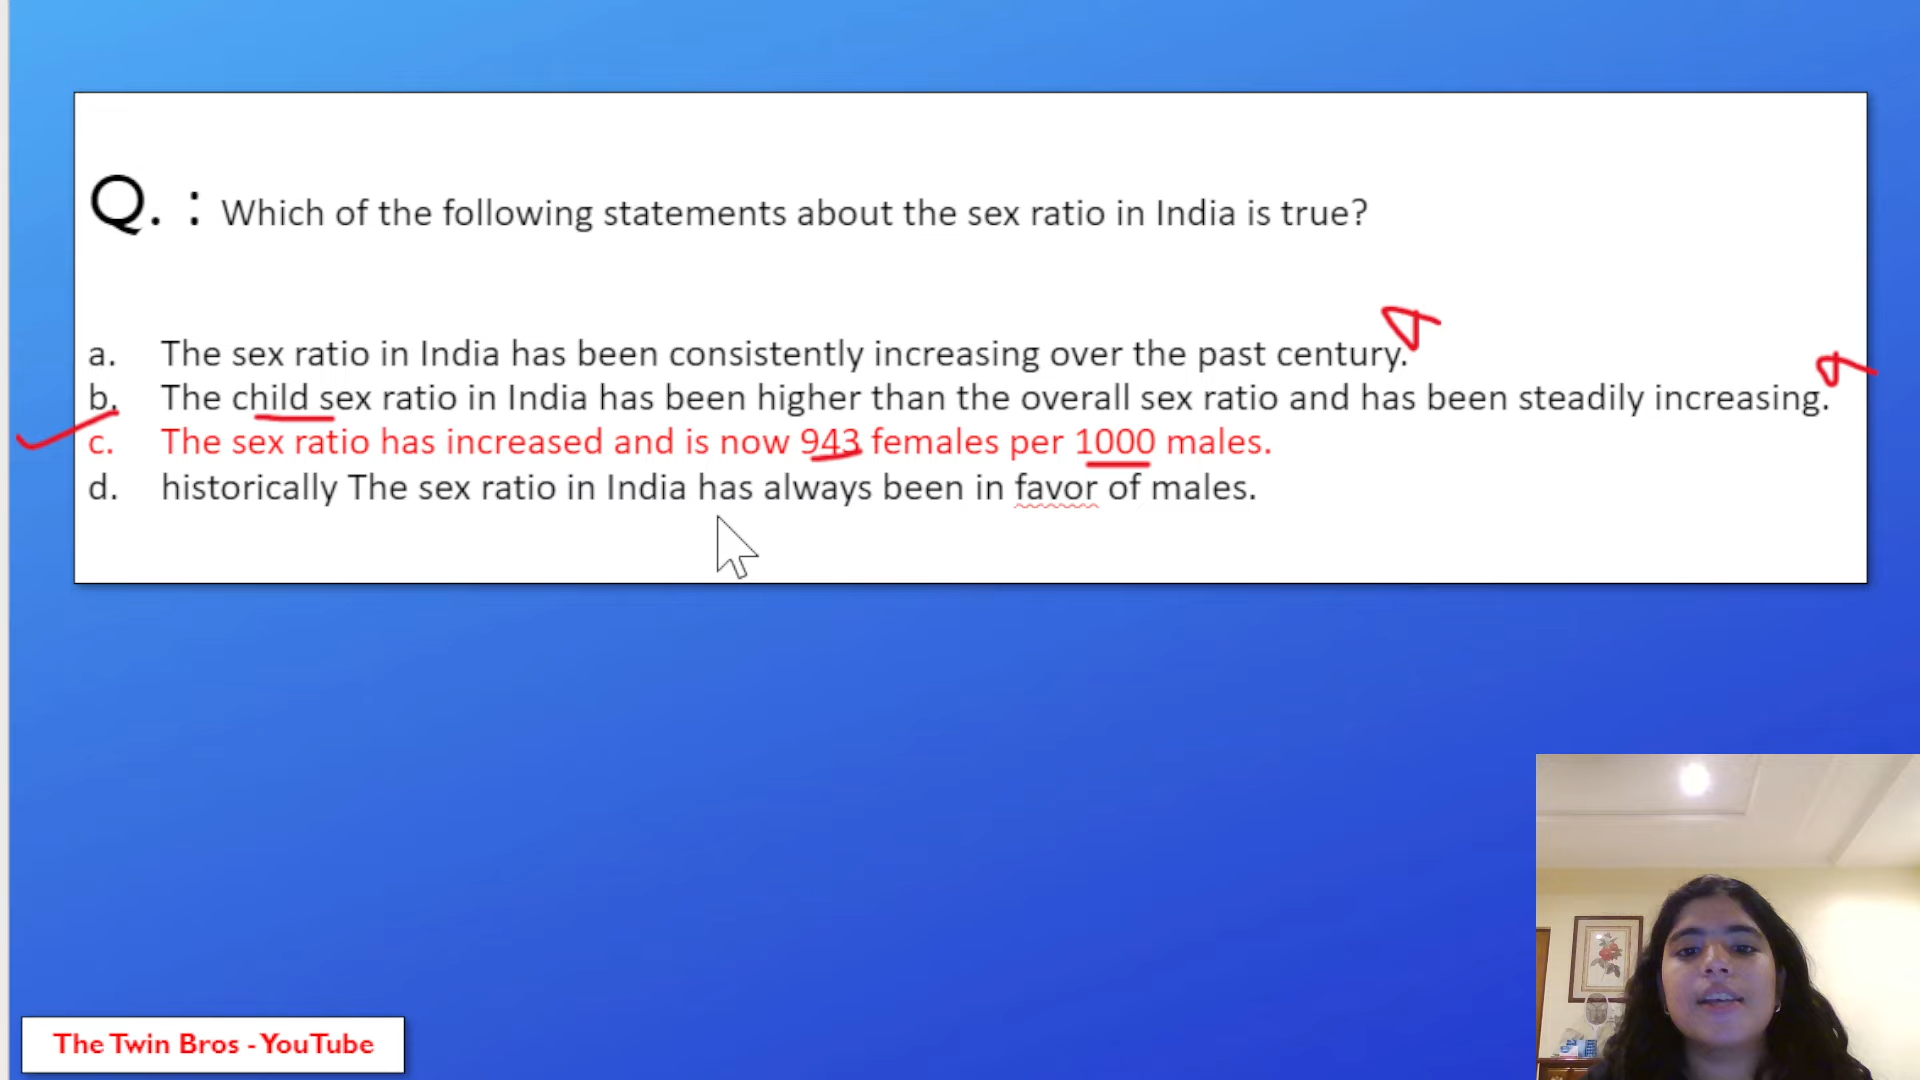 Q. : Which of the following statements about the sex ratio in India is true?
a. The sex ratio in India has been consistently increasing over the past century.
b. The child sex ratio in India has been higher than the overall sex ratio and has been steadily increasing.
c. The sex ratio has increased and is now 943 females per 1000 males.
d. historically The sex ratio in India has always been in favor of males.
The Twin Bros - YouTube